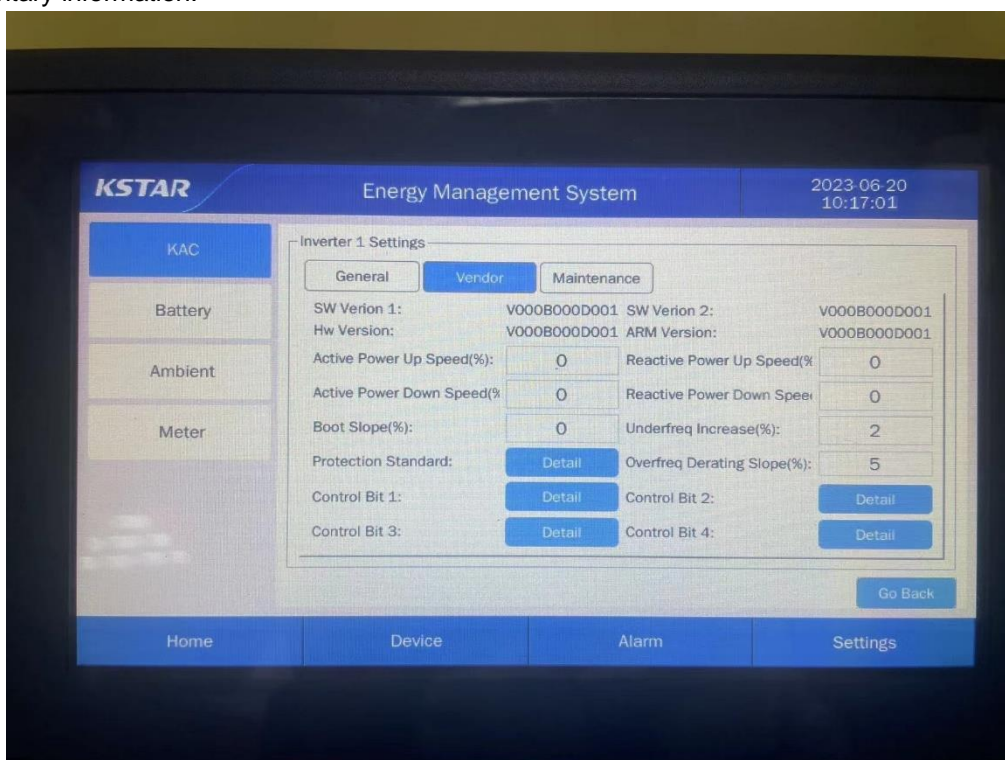 KSTAR
Energy Management System
2023-06-20
10:17:01
KAC
Battery
Ambient
Meter
Inverter 1 Settings
General Vendor Maintenance
SW Verion 1: V000B000D001 SW Verion 2: V000B000D001
Hw Version: V000B000D001 ARM Version: V000B000D001
Active Power Up Speed(%): 0 Reactive Power Up Speed(% 0
Active Power Down Speed(% 0 Reactive Power Down Spee 0
Boot Slope(%): 0 Underfreq Increase(%): 2
Protection Standard: Detail Overfreq Derating Slope(%): 5
Control Bit 1: Detail Control Bit 2: Detail
Control Bit 3: Detail Control Bit 4: Detail
Go Back
Home Device Alarm Settings